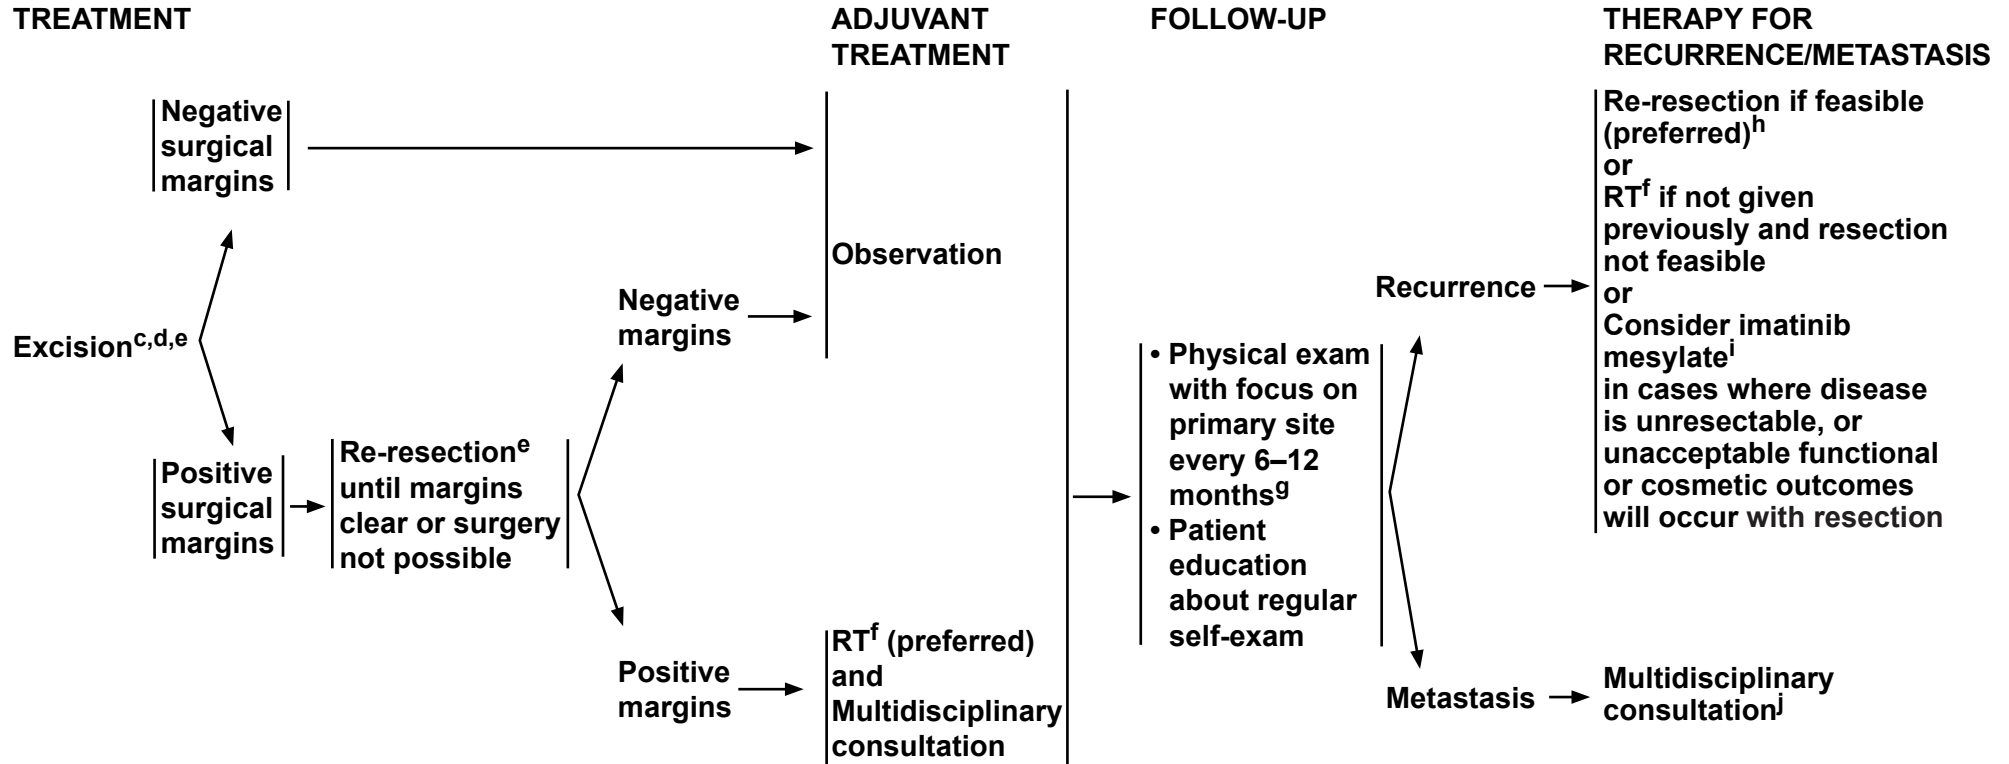 TREATMENT
ADJUVANT
TREATMENT
FOLLOW-UP
THERAPY FOR
RECURRENCE/METASTASIS
Excisionc,d,e
Negative
surgical
margins
Positive
surgical
margins
Re-resectione
until margins
clear or surgery
not possible
Negative
margins
Positive
margins
Observation
RTf (preferred)
and
Multidisciplinary
consultation
• Physical exam
with focus on
primary site
every 6–12
monthsg
• Patient
education
about regular
self-exam
Recurrence
Re-resection if feasible
(preferred)h
or
RTf if not given
previously and resection
not feasible
or
Consider imatinib
mesylatei
in cases where disease
is unresectable, or
unacceptable functional
or cosmetic outcomes
will occur with resection
Metastasis
Multidisciplinary
consultationj